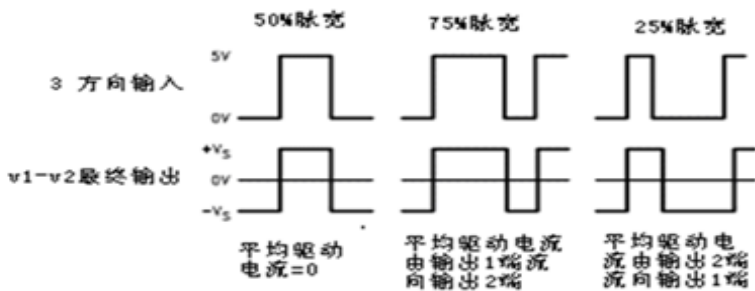 50%脉宽 75%脉宽 25%脉宽
5V
3 方向输入
0V
+Vs
v1-v2最终输出 0V
-Vs
平均驱动 平均驱动电流 平均驱动电
电流=0 由输出1端流 流由输出2端
向输出2端 流向输出1端